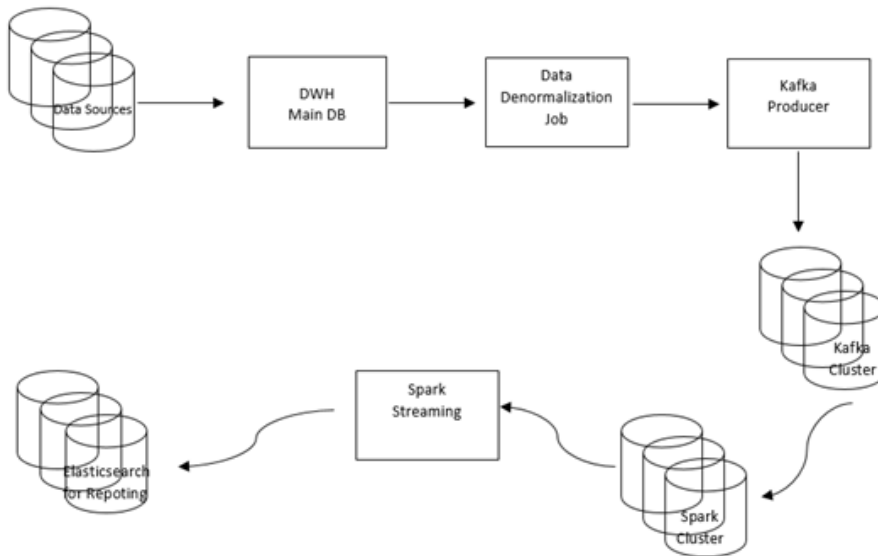 Data Sources
DWH
Main DB
Data
Denormalization
Job
Kafka
Producer
Kafka
Cluster
Spark
Cluster
Spark
Streaming
Elasticsearch
for Repoting